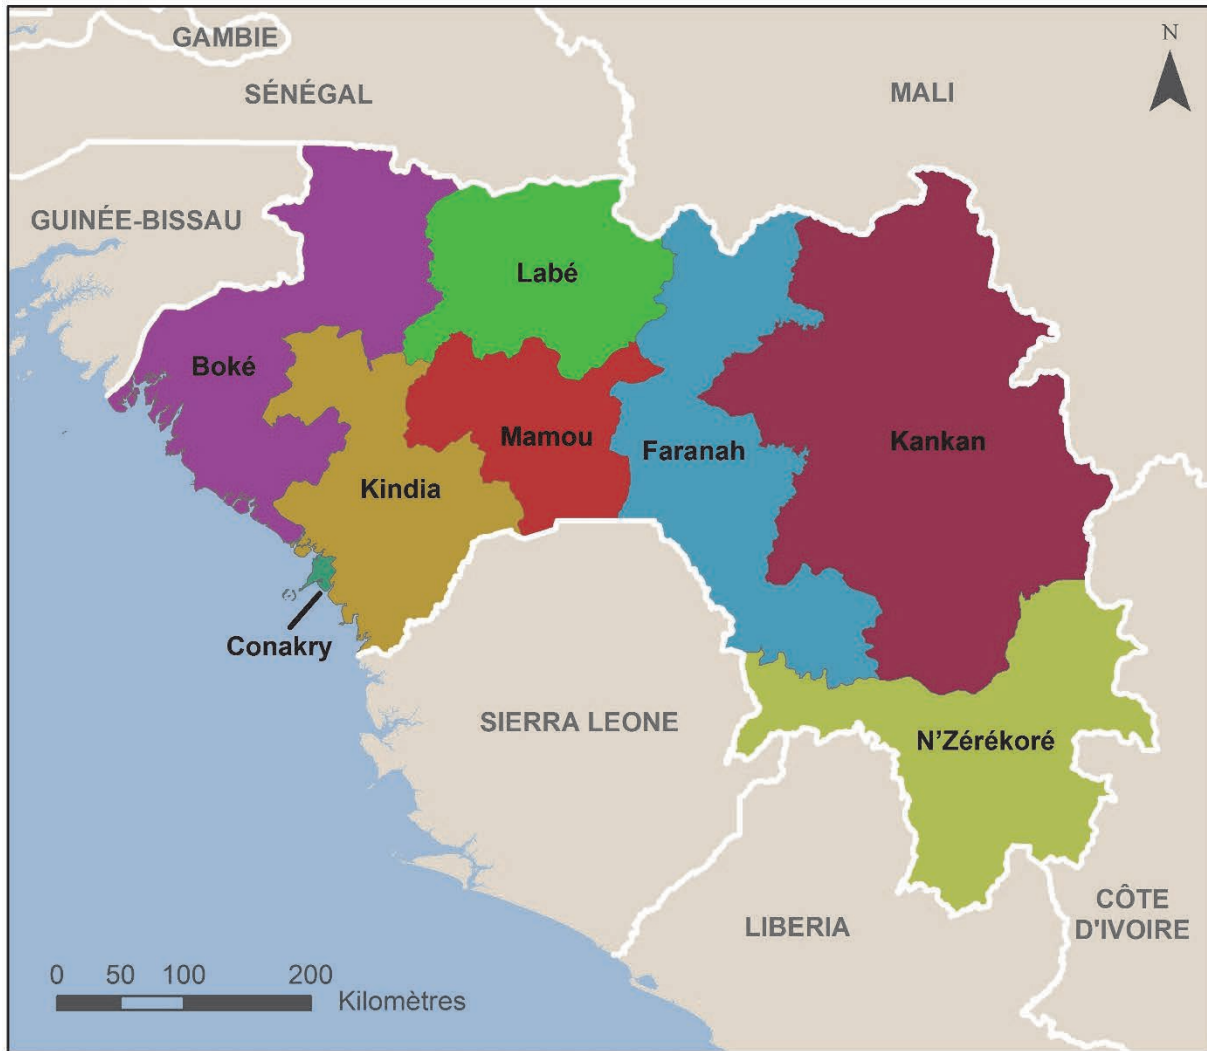 GAMBIE
N
SÉNÉGAL
MALI
GUINÉE-BISSAU
Labé
Boké
Mamou
Faranah
Kankan
Kindia
Conakry
SIERRA LEONE
N'Zérékoré
LIBERIA
CÔTE
D'IVOIRE
0 50 100 200
Kilomètres